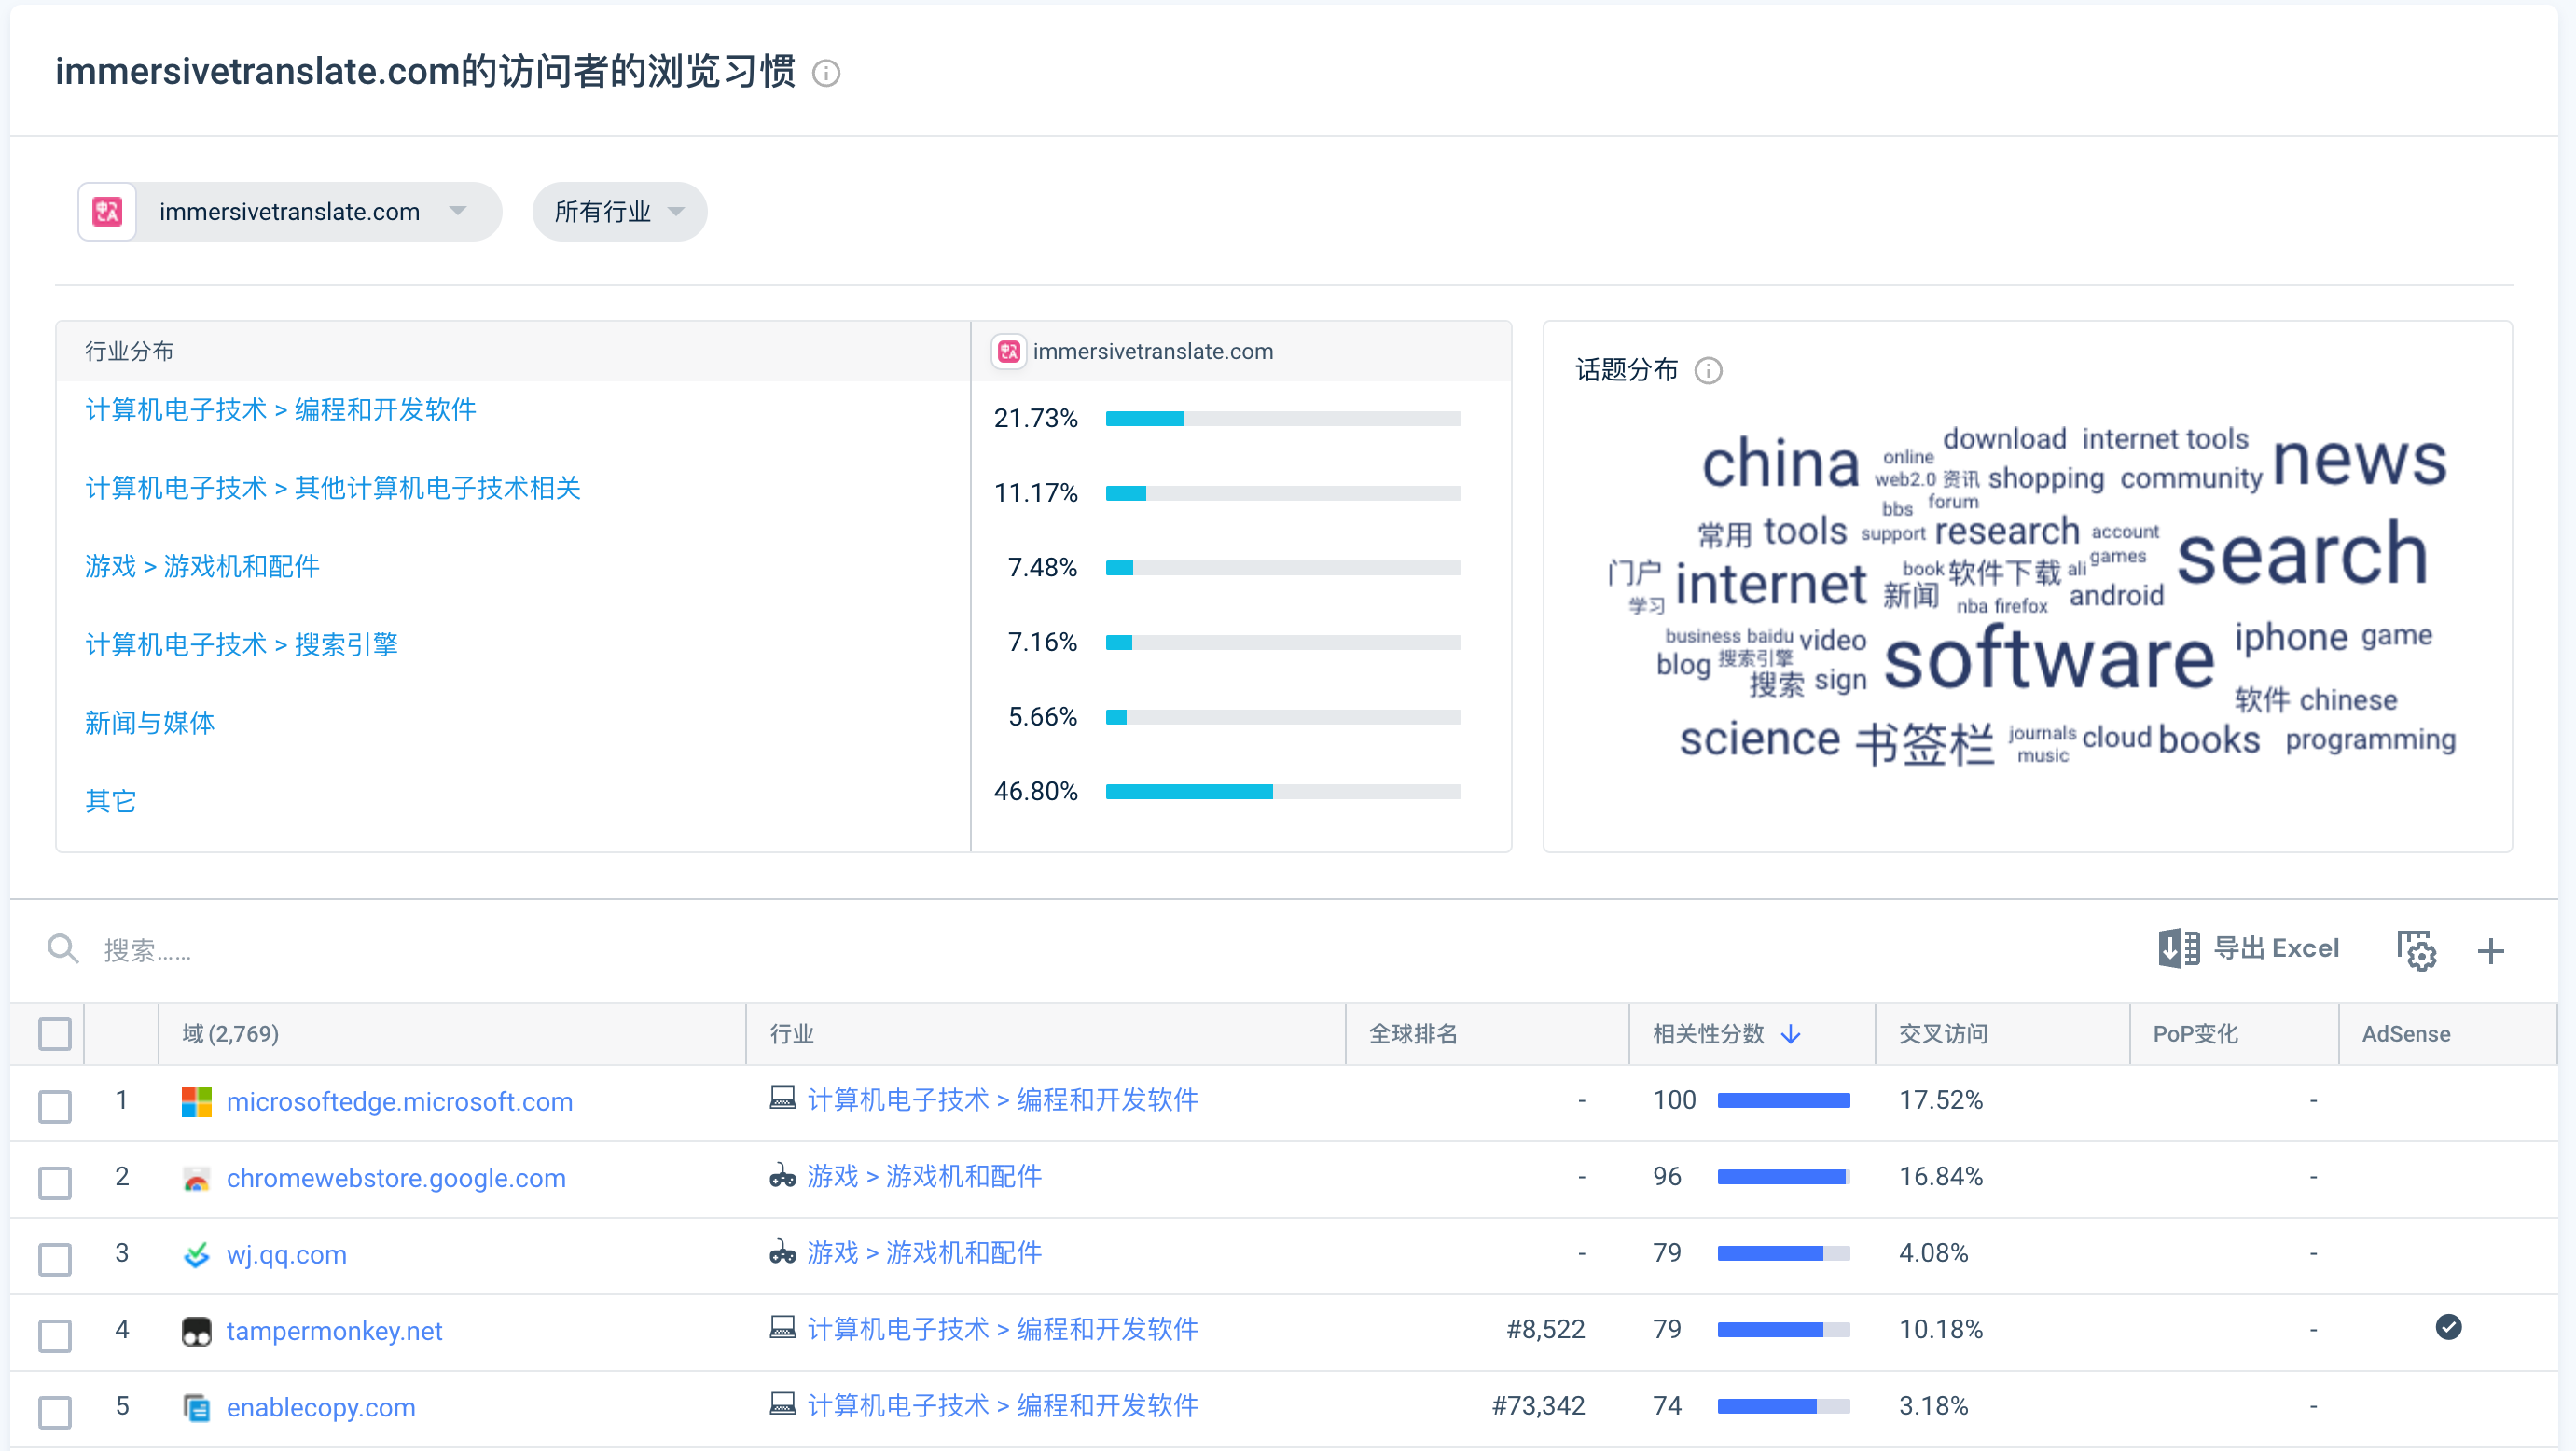 immersivetranslate.com的访问者的浏览习惯
immersivetranslate.com
所有行业
行业分布
immersivetranslate.com
计算机电子技术 > 编程和开发软件
21.73%
计算机电子技术 > 其他计算机电子技术相关
11.17%
游戏 > 游戏机和配件
7.48%
计算机电子技术 > 搜索引擎
7.16%
新闻与媒体
5.66%
其它
46.80%
话题分布
china online download internet tools news
web2.0 资讯 shopping community
bbs forum
常用 tools support research account
games search
门户 internet book 软件下载 ali
学习 新闻 nba firefox android
business baidu video software iphone game
blog 搜索引擎
搜索 sign
软件 chinese
science 书签栏 journals cloud books programming
music
搜索......
导出 Excel
域 (2,769) 行业 全球排名 相关性分数 交叉访问 PoP变化 AdSense
1 microsoftedge.microsoft.com 计算机电子技术 > 编程和开发软件 - 100 17.52% -
2 chromewebstore.google.com 游戏 > 游戏机和配件 - 96 16.84% -
3 wj.qq.com 游戏 > 游戏机和配件 - 79 4.08% -
4 tampermonkey.net 计算机电子技术 > 编程和开发软件 #8,522 79 10.18% -
5 enablecopy.com 计算机电子技术 > 编程和开发软件 #73,342 74 3.18% -